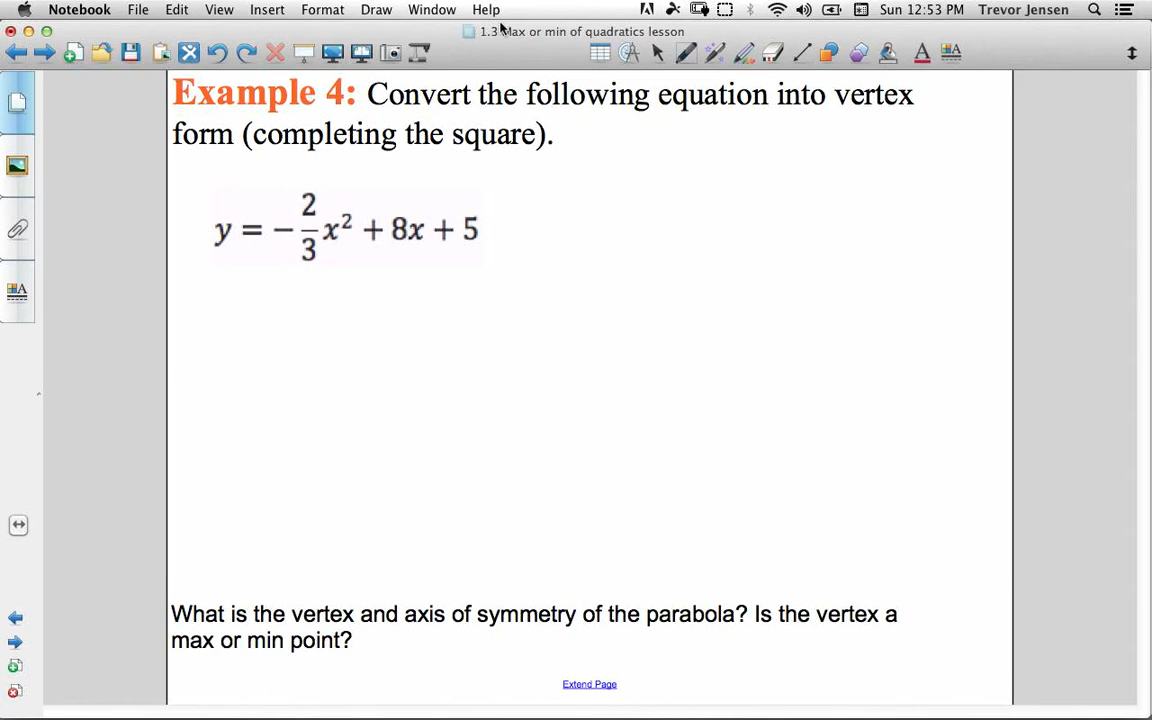 Notebook File Edit View Insert Format Draw Window Help Sun 12:53 PM Trevor Jensen
1.3 Max or min of quadratics lesson
Example 4: Convert the following equation into vertex
form (completing the square).
y = −2/3x² + 8x + 5
What is the vertex and axis of symmetry of the parabola? Is the vertex a
max or min point?
Extend Page